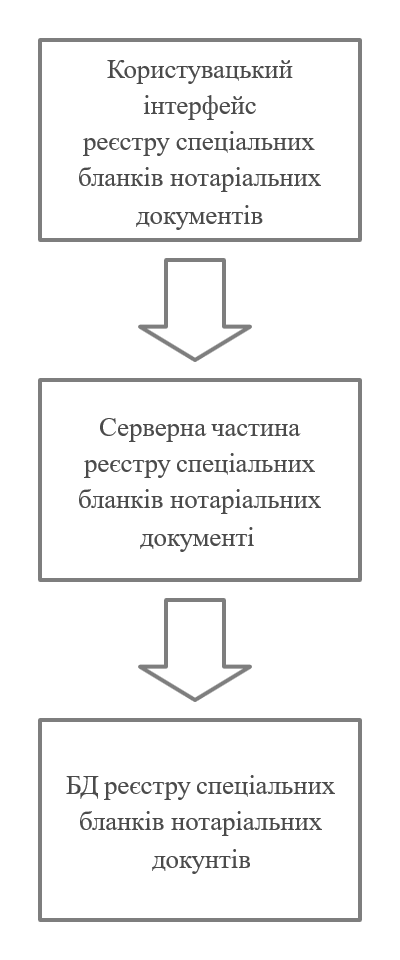 Користувацький
інтерфейс
реєстру спеціальних
бланків нотаріальних
документів
Серверна частина
реєстру спеціальних
бланків нотаріальних
документі
БД реєстру спеціальних
бланків нотаріальних
докунтів